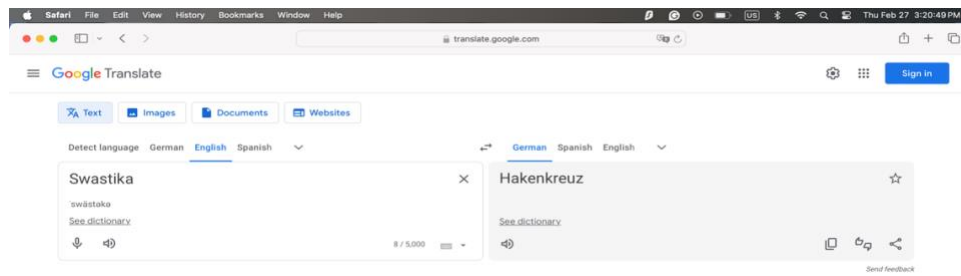 Safari File Edit View History Bookmarks Window Help US Thu Feb 27 3:20:49 PM
translate.google.com
Google Translate Sign in
Text Images Documents Websites
Detect language German English Spanish German Spanish English
Swastika Hakenkreuz
ˈswästəkə
See dictionary See dictionary
8 / 5,000
Send feedback